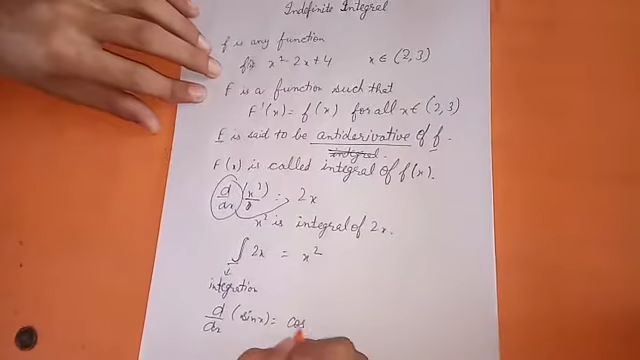 Indefinite Integral
f is any function
x² - 2x + 4 x ∈ (2,3)
F is a function such that
F'(x) = f(x) for all x ∈ (2,3)
F is said to be antiderivative of f.
integral.
F(x) is called integral of f(x).
d/dx (x²) = 2x
x² is integral of 2x.
∫ 2x = x²
integration
d/dx (sinx) = cos